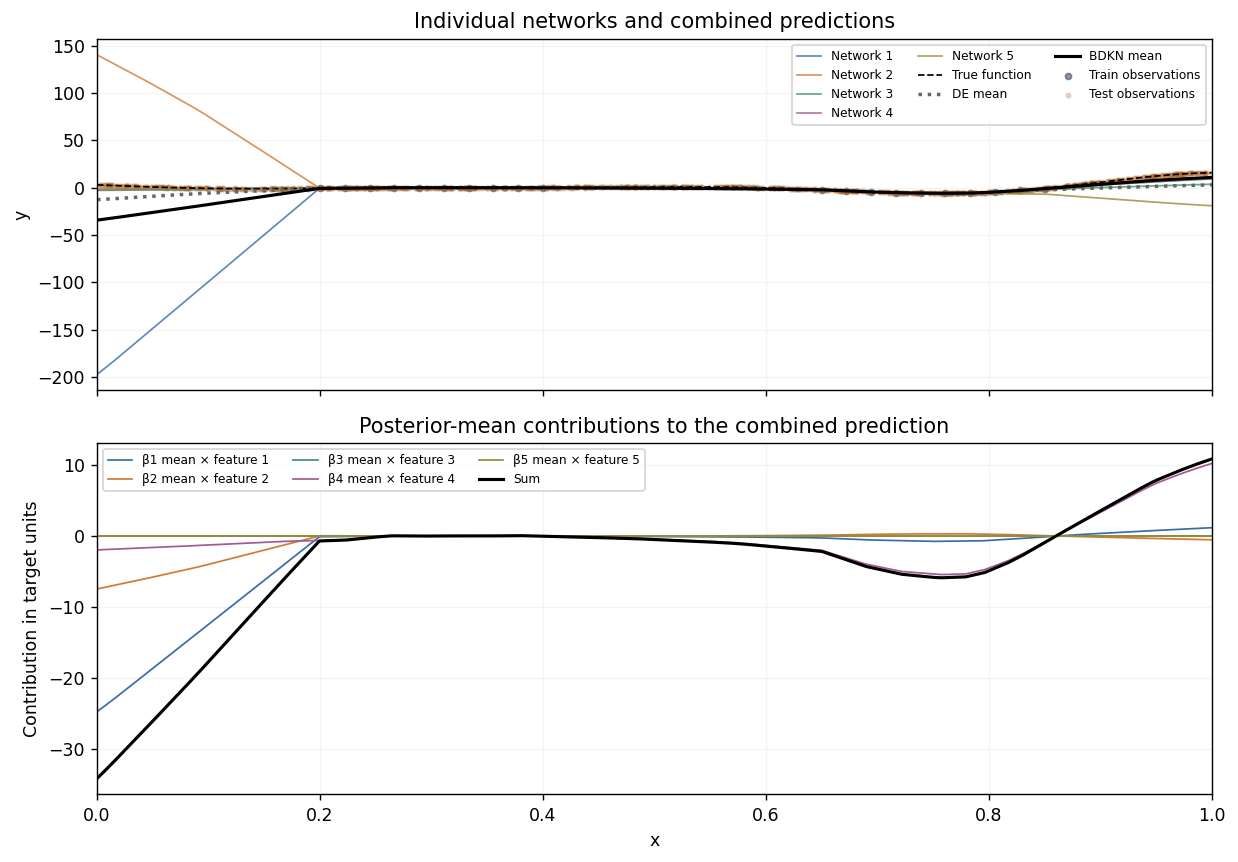 Individual networks and combined predictions
150
100
50
0
−50
−100
−150
−200
y
Network 1
Network 2
Network 3
Network 4
Network 5
True function
DE mean
BDKN mean
Train observations
Test observations
Posterior-mean contributions to the combined prediction
10
0
−10
−20
−30
Contribution in target units
β1 mean × feature 1
β2 mean × feature 2
β3 mean × feature 3
β4 mean × feature 4
β5 mean × feature 5
Sum
0.0
0.2
0.4
0.6
0.8
1.0
x